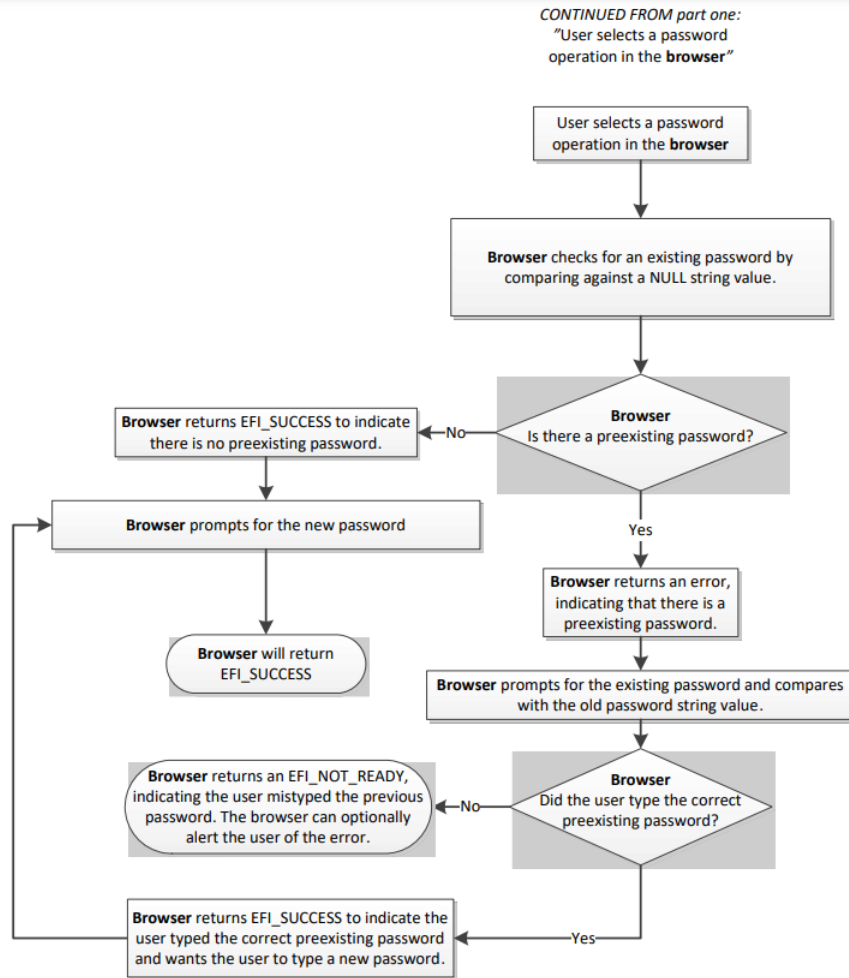 CONTINUED FROM part one:
"User selects a password
operation in the browser"
User selects a password
operation in the browser
Browser checks for an existing password by
comparing against a NULL string value.
Browser
Is there a preexisting password?
No
Browser returns EFI_SUCCESS to indicate
there is no preexisting password.
Browser prompts for the new password
Browser will return
EFI_SUCCESS
Yes
Browser returns an error,
indicating that there is a
preexisting password.
Browser prompts for the existing password and compares
with the old password string value.
Browser
Did the user type the correct
preexisting password?
No
Browser returns an EFI_NOT_READY,
indicating the user mistyped the previous
password. The browser can optionally
alert the user of the error.
Yes
Browser returns EFI_SUCCESS to indicate the
user typed the correct preexisting password
and wants the user to type a new password.